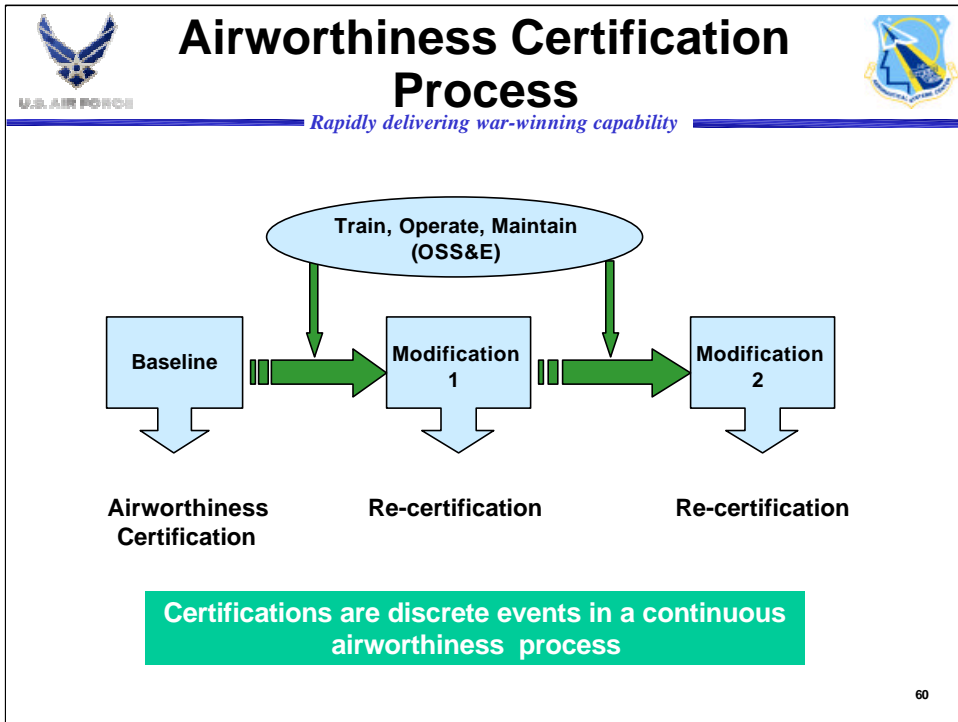 Airworthiness Certification
Process
U.S. AIR FORCE
Rapidly delivering war-winning capability
Train, Operate, Maintain
(OSS&E)
Baseline
Modification
1
Modification
2
Airworthiness
Certification
Re-certification
Re-certification
Certifications are discrete events in a continuous
airworthiness process
60